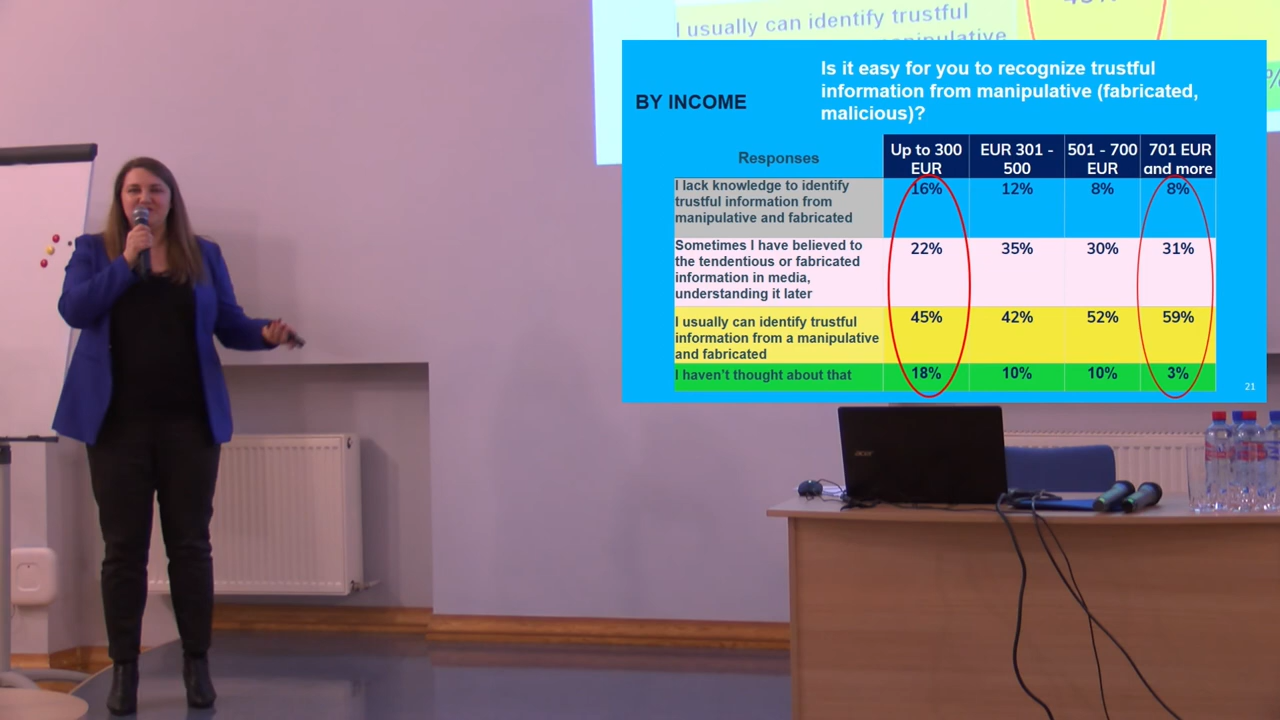 I usually can identify trustful
manipulative
45%
%
BY INCOME
Is it easy for you to recognize trustful
information from manipulative (fabricated,
malicious)?
Responses
Up to 300
EUR
EUR 301 -
500
501 - 700
EUR
701 EUR
and more
I lack knowledge to identify
trustful information from
manipulative and fabricated
16%
12%
8%
8%
Sometimes I have believed to
the tendentious or fabricated
information in media,
understanding it later
22%
35%
30%
31%
I usually can identify trustful
information from a manipulative
and fabricated
45%
42%
52%
59%
I haven't thought about that
18%
10%
10%
3%
21
acer